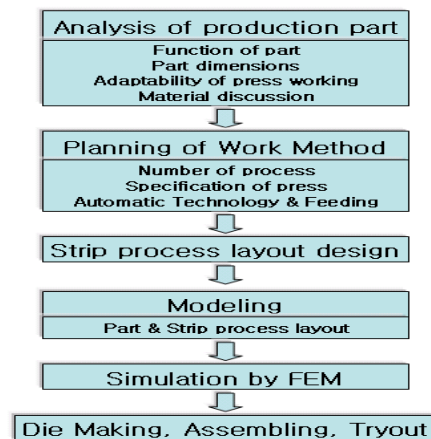 Analysis of production part
Function of part
Part dimensions
Adaptability of press working
Material discussion
Planning of Work Method
Number of process
Specification of press
Automatic Technology & Feeding
Strip process layout design
Modeling
Part & Strip process layout
Simulation by FEM
Die Making, Assembling, Tryout